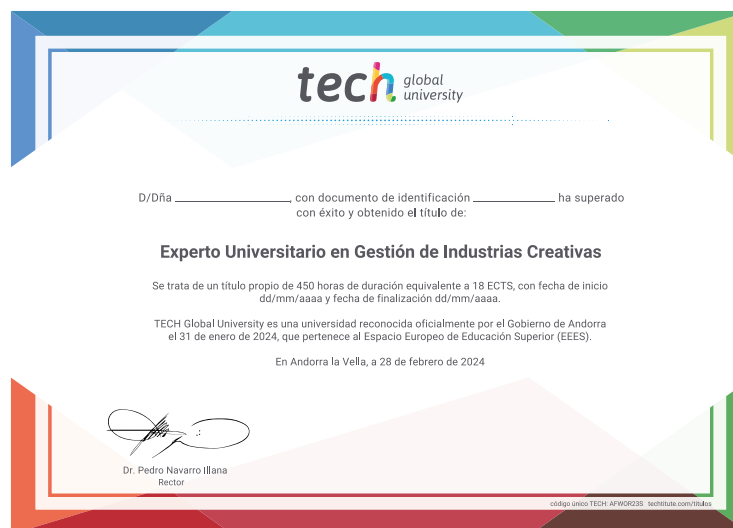 tech global university
D/Dña ______________, con documento de identificación __________ ha superado
con éxito y obtenido el título de:
Experto Universitario en Gestión de Industrias Creativas
Se trata de un título propio de 450 horas de duración equivalente a 18 ECTS, con fecha de inicio
dd/mm/aaaa y fecha de finalización dd/mm/aaaa.
TECH Global University es una universidad reconocida oficialmente por el Gobierno de Andorra
el 31 de enero de 2024, que pertenece al Espacio Europeo de Educación Superior (EEES).
En Andorra la Vella, a 28 de febrero de 2024
Dr. Pedro Navarro Illana
Rector
código único TECH: AFWOR23S techtitute.com/titulos